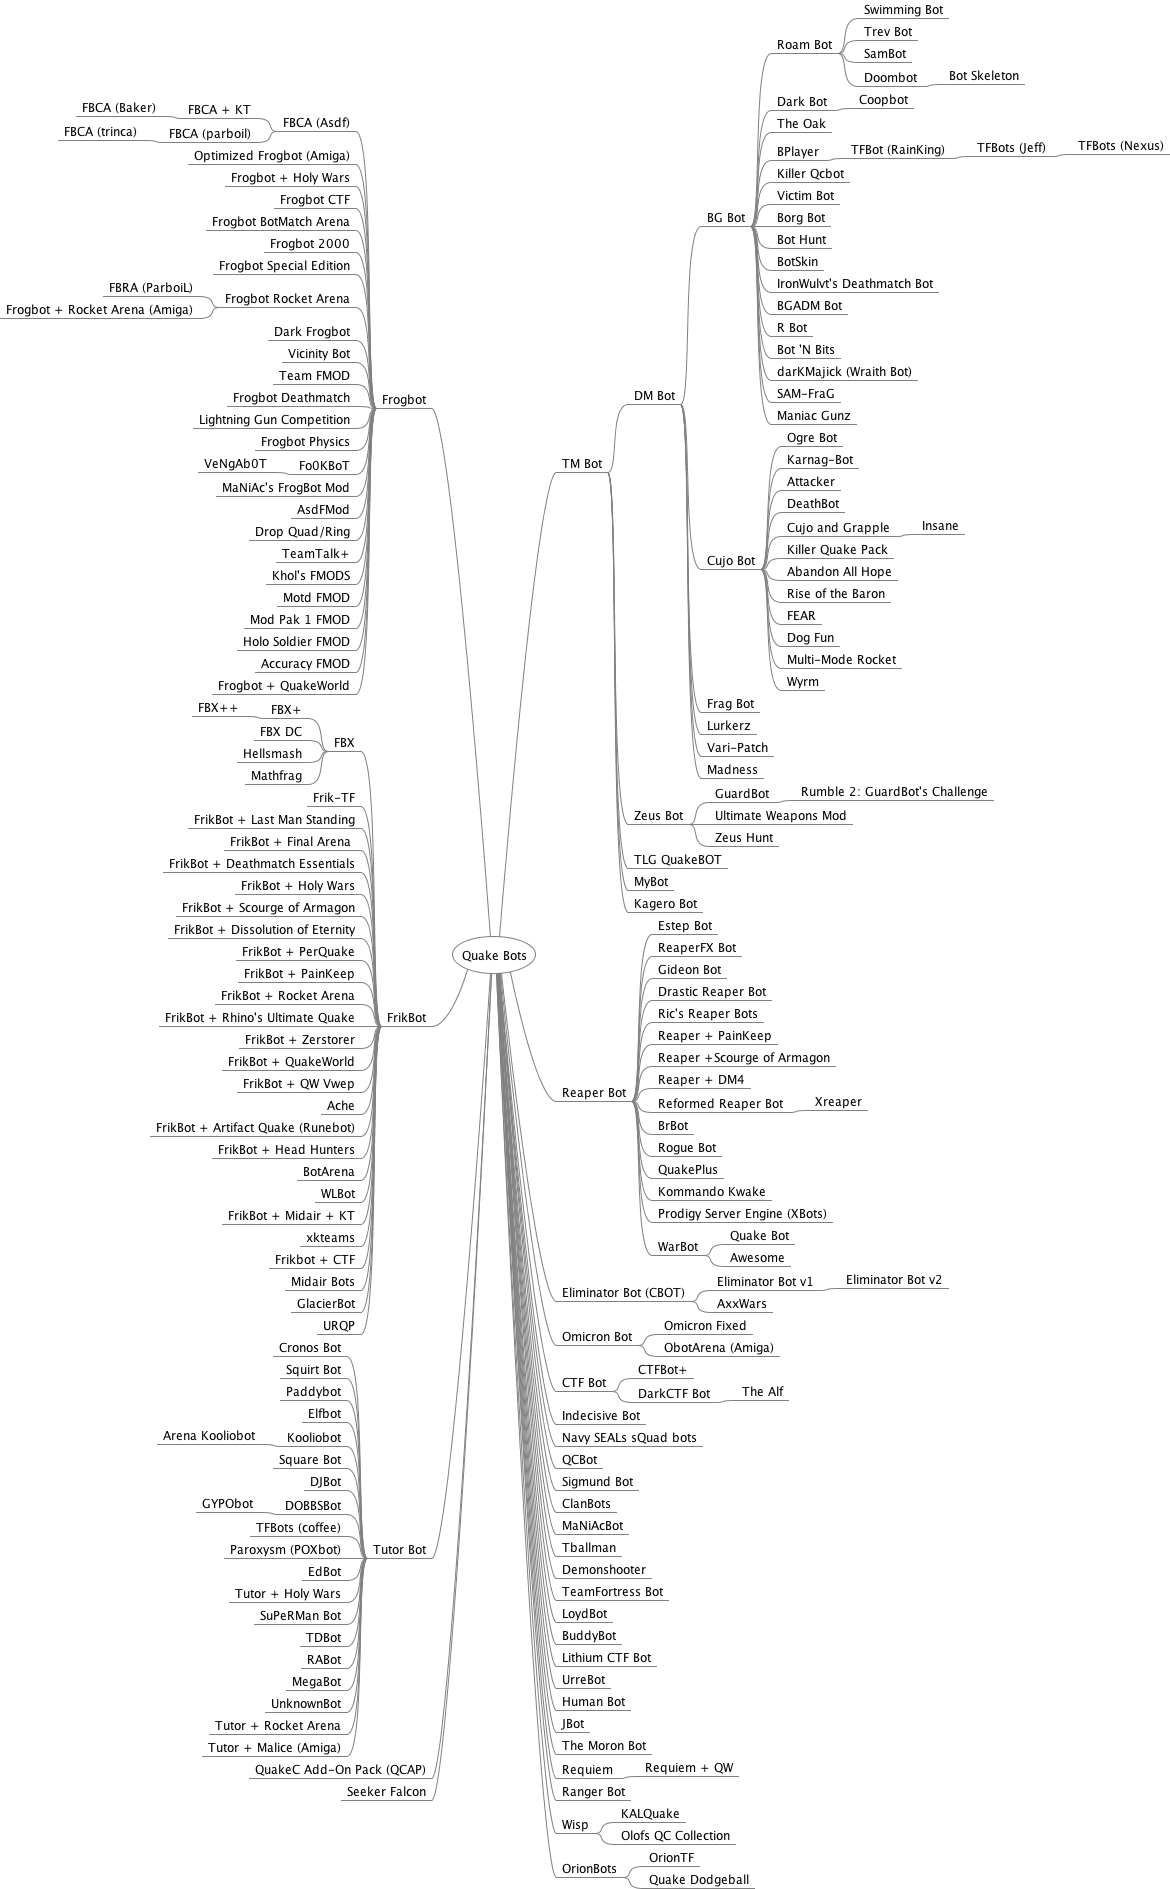 Quake Bots
Frogbot
FBCA (Asdf)
FBCA + KT
FBCA (Baker)
FBCA (parboil)
FBCA (trinca)
Optimized Frogbot (Amiga)
Frogbot + Holy Wars
Frogbot CTF
Frogbot BotMatch Arena
Frogbot 2000
Frogbot Special Edition
Frogbot Rocket Arena
FBRA (ParboiL)
Frogbot + Rocket Arena (Amiga)
Dark Frogbot
Vicinity Bot
Team FMOD
Frogbot Deathmatch
Lightning Gun Competition
Frogbot Physics
Fo0KBoT
VeNgAb0T
MaNiAc's FrogBot Mod
AsdFMod
Drop Quad/Ring
TeamTalk+
Khol's FMODS
Motd FMOD
Mod Pak 1 FMOD
Holo Soldier FMOD
Accuracy FMOD
Frogbot + QuakeWorld
FrikBot
FBX
FBX+
FBX++
FBX DC
Hellsmash
Mathfrag
Frik-TF
FrikBot + Last Man Standing
FrikBot + Final Arena
FrikBot + Deathmatch Essentials
FrikBot + Holy Wars
FrikBot + Scourge of Armagon
FrikBot + Dissolution of Eternity
FrikBot + PerQuake
FrikBot + PainKeep
FrikBot + Rocket Arena
FrikBot + Rhino's Ultimate Quake
FrikBot + Zerstorer
FrikBot + QuakeWorld
FrikBot + QW Vwep
Ache
FrikBot + Artifact Quake (Runebot)
FrikBot + Head Hunters
BotArena
WLBot
FrikBot + Midair + KT
xkteams
Frikbot + CTF
Midair Bots
GlacierBot
URQP
Tutor Bot
Cronos Bot
Squirt Bot
Paddybot
Elfbot
Kooliobot
Arena Kooliobot
Square Bot
DJBot
DOBBSBot
GYPObot
TFBots (coffee)
Paroxysm (POXbot)
EdBot
Tutor + Holy Wars
SuPeRMan Bot
TDBot
RABot
MegaBot
UnknownBot
Tutor + Rocket Arena
Tutor + Malice (Amiga)
QuakeC Add-On Pack (QCAP)
Seeker Falcon
TM Bot
DM Bot
BG Bot
Roam Bot
Swimming Bot
Trev Bot
SamBot
Doombot
Bot Skeleton
Dark Bot
Coopbot
The Oak
BPlayer
TFBot (RainKing)
TFBots (Jeff)
TFBots (Nexus)
Killer Qcbot
Victim Bot
Borg Bot
Bot Hunt
BotSkin
IronWulvt's Deathmatch Bot
BGADM Bot
R Bot
Bot 'N Bits
darKMajick (Wraith Bot)
SAM-FraG
Maniac Gunz
Cujo Bot
Ogre Bot
Karnag-Bot
Attacker
DeathBot
Cujo and Grapple
Insane
Killer Quake Pack
Abandon All Hope
Rise of the Baron
FEAR
Dog Fun
Multi-Mode Rocket
Wyrm
Frag Bot
Lurkerz
Vari-Patch
Madness
Zeus Bot
GuardBot
Rumble 2: GuardBot's Challenge
Ultimate Weapons Mod
Zeus Hunt
TLG QuakeBOT
MyBot
Kagero Bot
Reaper Bot
Estep Bot
ReaperFX Bot
Gideon Bot
Drastic Reaper Bot
Ric's Reaper Bots
Reaper + PainKeep
Reaper +Scourge of Armagon
Reaper + DM4
Reformed Reaper Bot
Xreaper
BrBot
Rogue Bot
QuakePlus
Kommando Kwake
Prodigy Server Engine (XBots)
WarBot
Quake Bot
Awesome
Eliminator Bot (CBOT)
Eliminator Bot v1
Eliminator Bot v2
AxxWars
Omicron Bot
Omicron Fixed
ObotArena (Amiga)
CTF Bot
CTFBot+
DarkCTF Bot
The Alf
Indecisive Bot
Navy SEALs sQuad bots
QCBot
Sigmund Bot
ClanBots
MaNiAcBot
Tballman
Demonshooter
TeamFortress Bot
LoydBot
BuddyBot
Lithium CTF Bot
UrreBot
Human Bot
JBot
The Moron Bot
Requiem
Requiem + QW
Ranger Bot
Wisp
KALQuake
Olofs QC Collection
OrionBots
OrionTF
Quake Dodgeball